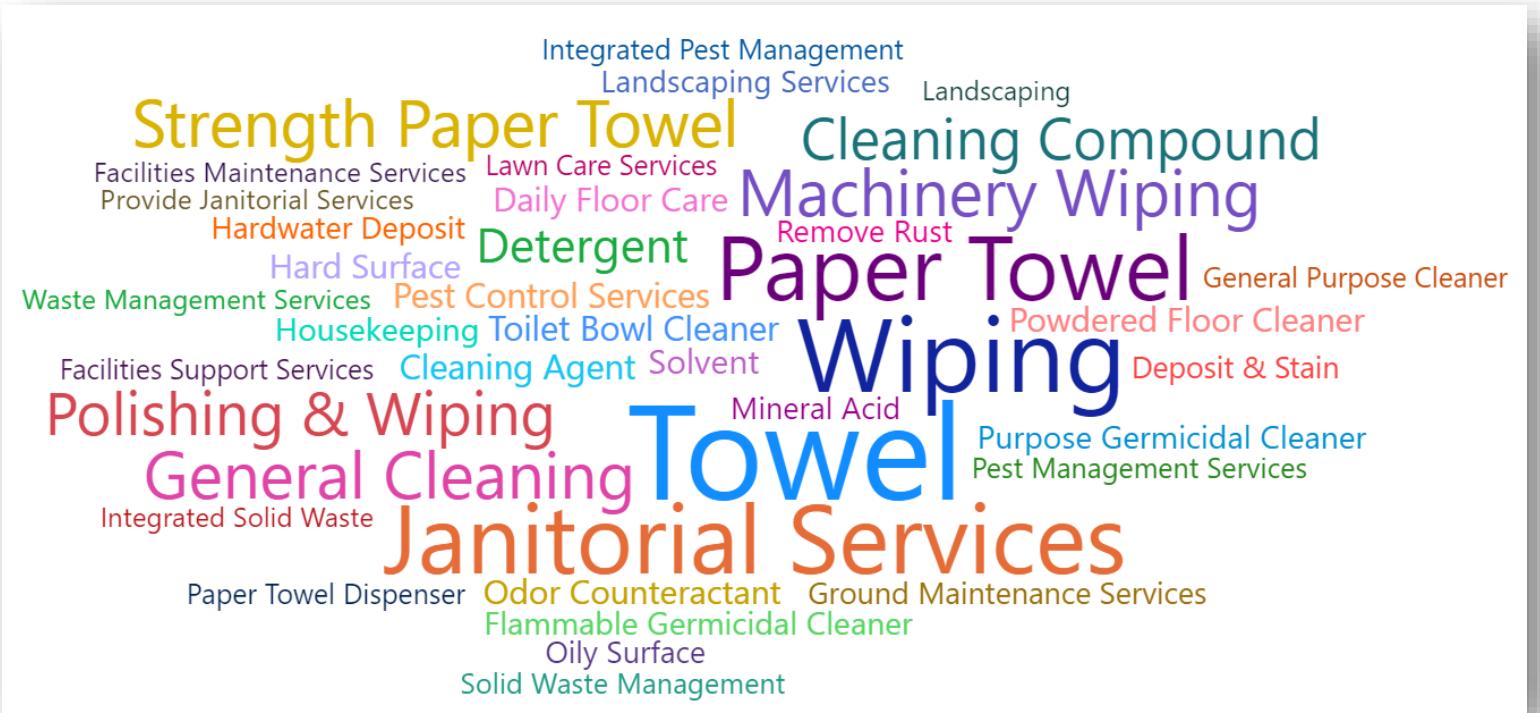 Integrated Pest Management
Landscaping Services
Landscaping
Strength Paper Towel
Cleaning Compound
Facilities Maintenance Services
Lawn Care Services
Provide Janitorial Services
Daily Floor Care
Machinery Wiping
Hardwater Deposit
Detergent
Remove Rust
Hard Surface
Paper Towel
General Purpose Cleaner
Waste Management Services
Pest Control Services
Housekeeping
Toilet Bowl Cleaner
Powdered Floor Cleaner
Wiping
Facilities Support Services
Cleaning Agent
Solvent
Deposit & Stain
Polishing & Wiping
Mineral Acid
Towel
Purpose Germicidal Cleaner
General Cleaning
Pest Management Services
Integrated Solid Waste
Janitorial Services
Paper Towel Dispenser
Odor Counteractant
Ground Maintenance Services
Flammable Germicidal Cleaner
Oily Surface
Solid Waste Management